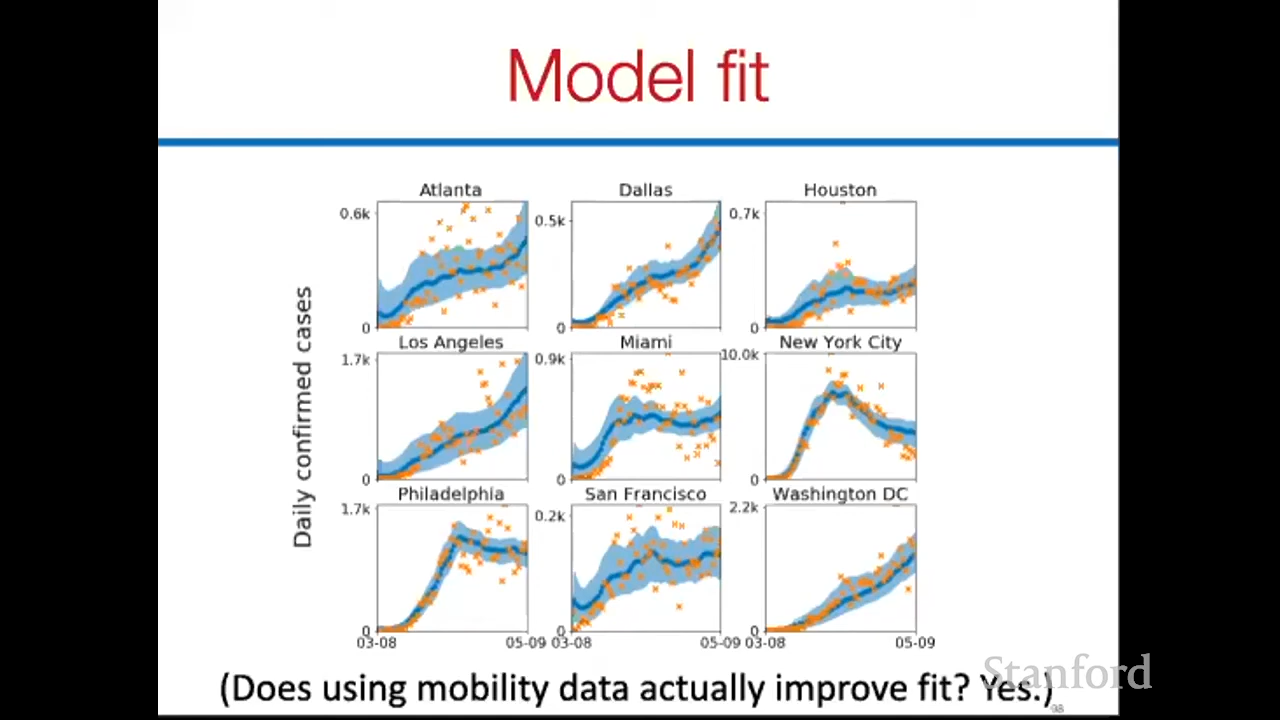 Model fit
Atlanta
Dallas
Houston
0.6k
0.5k
0.7k
0
0
0
Los Angeles
Miami
New York City
1.7k
0.9k
10.0k
0
0
0
Philadelphia
San Francisco
Washington DC
1.7k
0.2k
2.2k
0
0
0
03-08
05-09
03-08
05-09
03-08
05-09
Daily confirmed cases
(Does using mobility data actually improve fit? Yes.)
Stanford
98